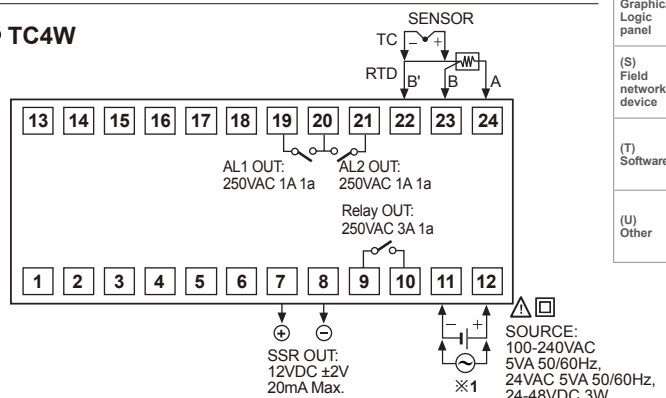 TC4W
SENSOR
TC - +
RTD B' B A
13 14 15 16 17 18 19 20 21 22 23 24
AL1 OUT: AL2 OUT:
250VAC 1A 1a 250VAC 1A 1a
Relay OUT:
250VAC 3A 1a
1 2 3 4 5 6 7 8 9 10 11 12
+ - - +
SSR OUT:
12VDC ±2V
20mA Max.
※1
SOURCE:
100-240VAC
5VA 50/60Hz,
24VAC 5VA 50/60Hz,
24-48VDC 3W
Logic
panel
(S)
Field
network
device
(T)
Software
(U)
Other